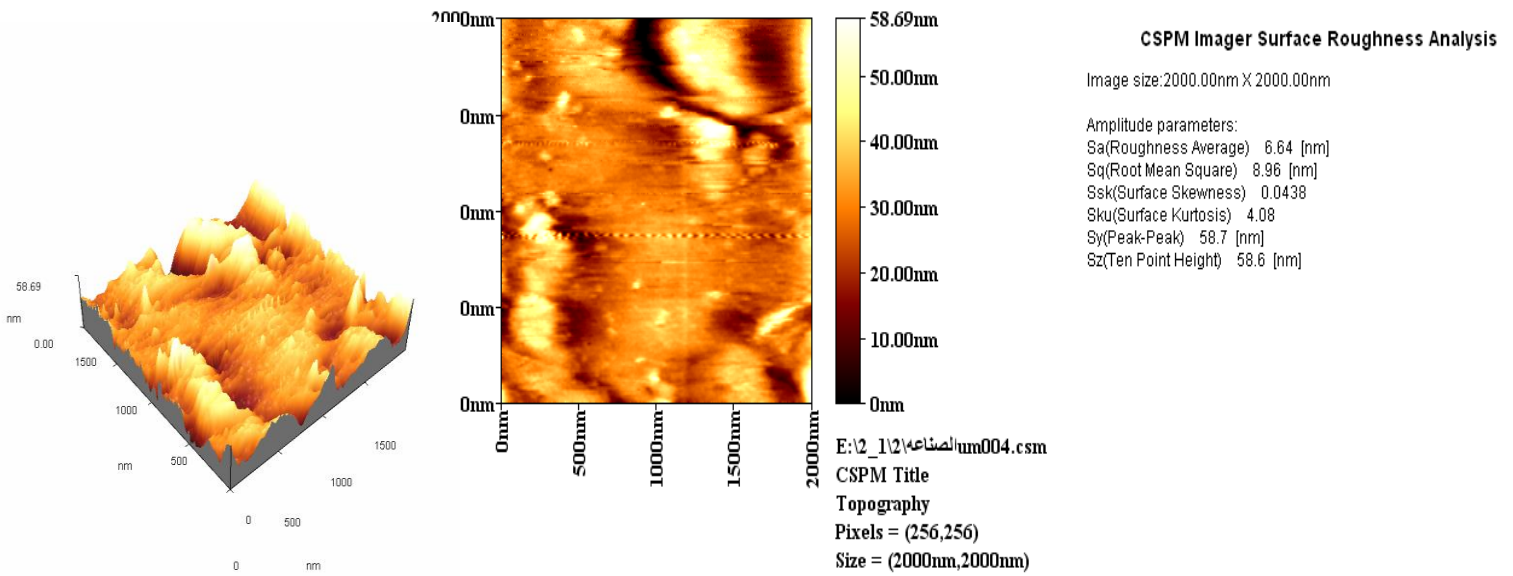 58.69
nm
0.00
1500
1000
nm
500
0
0
500
1000
1500
nm
2000nm
0nm
0nm
0nm
0nm
0nm
500nm
1000nm
1500nm
2000nm
58.69nm
50.00nm
40.00nm
30.00nm
20.00nm
10.00nm
0nm
E:\2_1\2\الصناعه\um004.csm
CSPM Title
Topography
Pixels = (256,256)
Size = (2000nm,2000nm)
CSPM Imager Surface Roughness Analysis
Image size:2000.00nm X 2000.00nm
Amplitude parameters:
Sa(Roughness Average) 6.64 [nm]
Sq(Root Mean Square) 8.96 [nm]
Ssk(Surface Skewness) 0.0438
Sku(Surface Kurtosis) 4.08
Sy(Peak-Peak) 58.7 [nm]
Sz(Ten Point Height) 58.6 [nm]